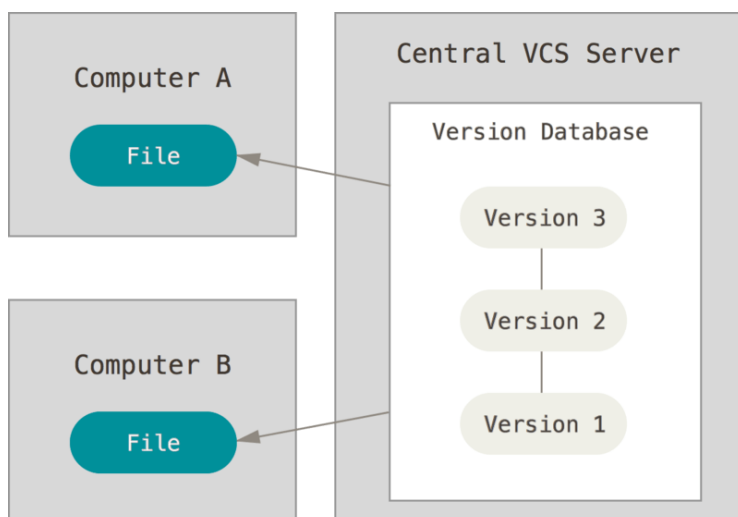 Computer A
File
Central VCS Server
Version Database
Version 3
Version 2
Version 1
Computer B
File